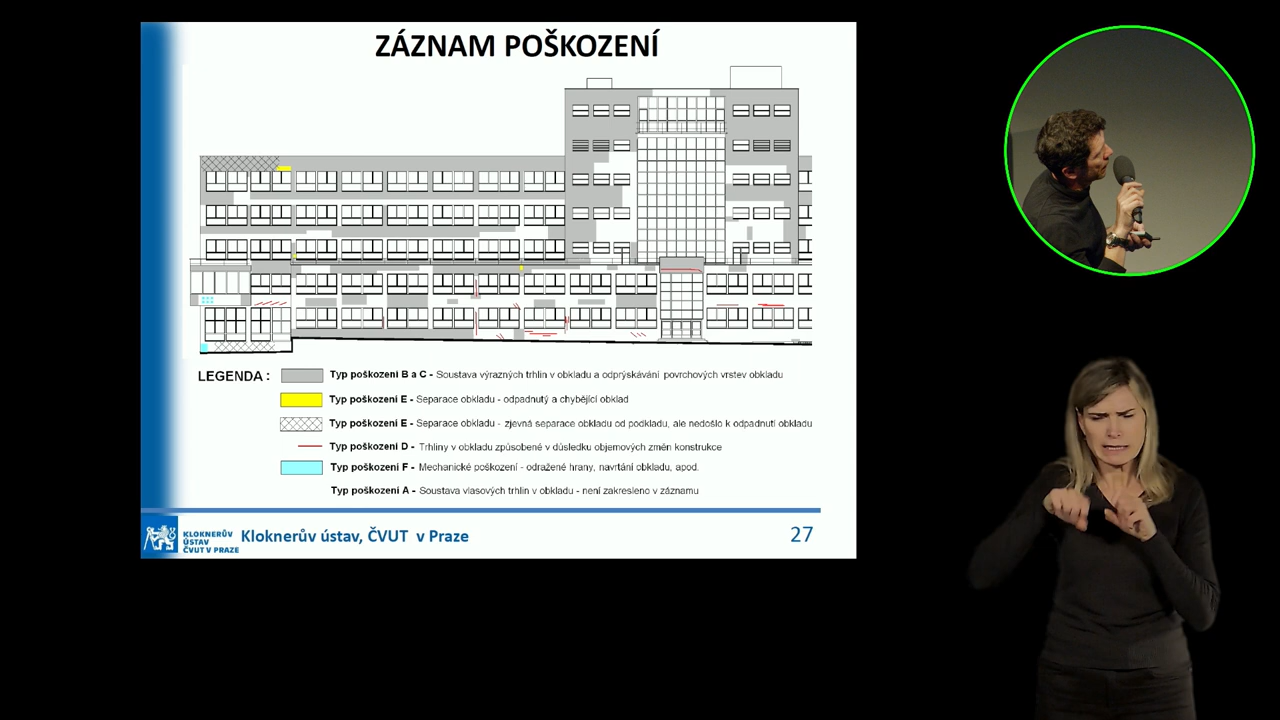 ZÁZNAM POŠKOZENÍ
LEGENDA :
Typ poškození B a C - Soustava výrazných trhlin v obkladu a odprýskávání povrchových vrstev obkladu
Typ poškození E - Separace obkladu - odpadnutý a chybějící obklad
Typ poškození E - Separace obkladu - zjevná separace obkladu od podkladu, ale nedošlo k odpadnutí obkladu
Typ poškození D - Trhliny v obkladu způsobené v důsledku objemových změn konstrukce
Typ poškození F - Mechanické poškození - odražené hrany, navrtání obkladu, apod.
Typ poškození A - Soustava vlasových trhlin v obkladu - není zakresleno v záznamu
KLOKNERŮV
ÚSTAV
ČVUT V PRAZE
Kloknerův ústav, ČVUT v Praze
27